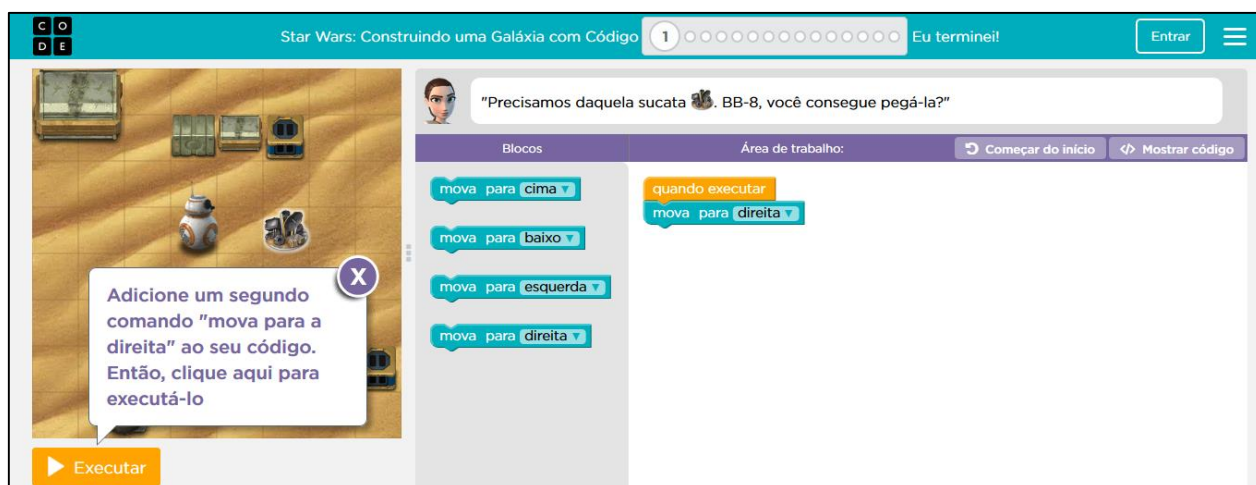 C O
D E
Star Wars: Construindo uma Galáxia com Código
1
Eu terminei!
Entrar
"Precisamos daquela sucata . BB-8, você consegue pegá-la?"
Blocos
Área de trabalho:
Começar do início
</> Mostrar código
mova para cima
mova para baixo
mova para esquerda
mova para direita
quando executar
mova para direita
X
Adicione um segundo
comando "mova para a
direita" ao seu código.
Então, clique aqui para
executá-lo
Executar